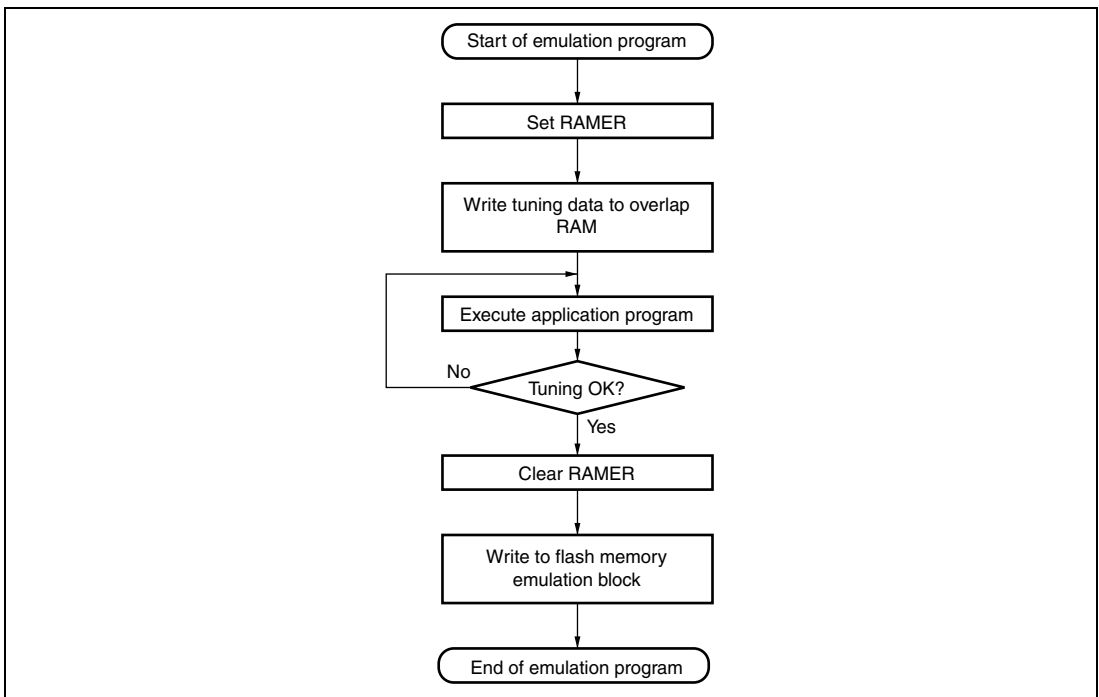 Start of emulation program
Set RAMER
Write tuning data to overlap
RAM
Execute application program
No
Tuning OK?
Yes
Clear RAMER
Write to flash memory
emulation block
End of emulation program